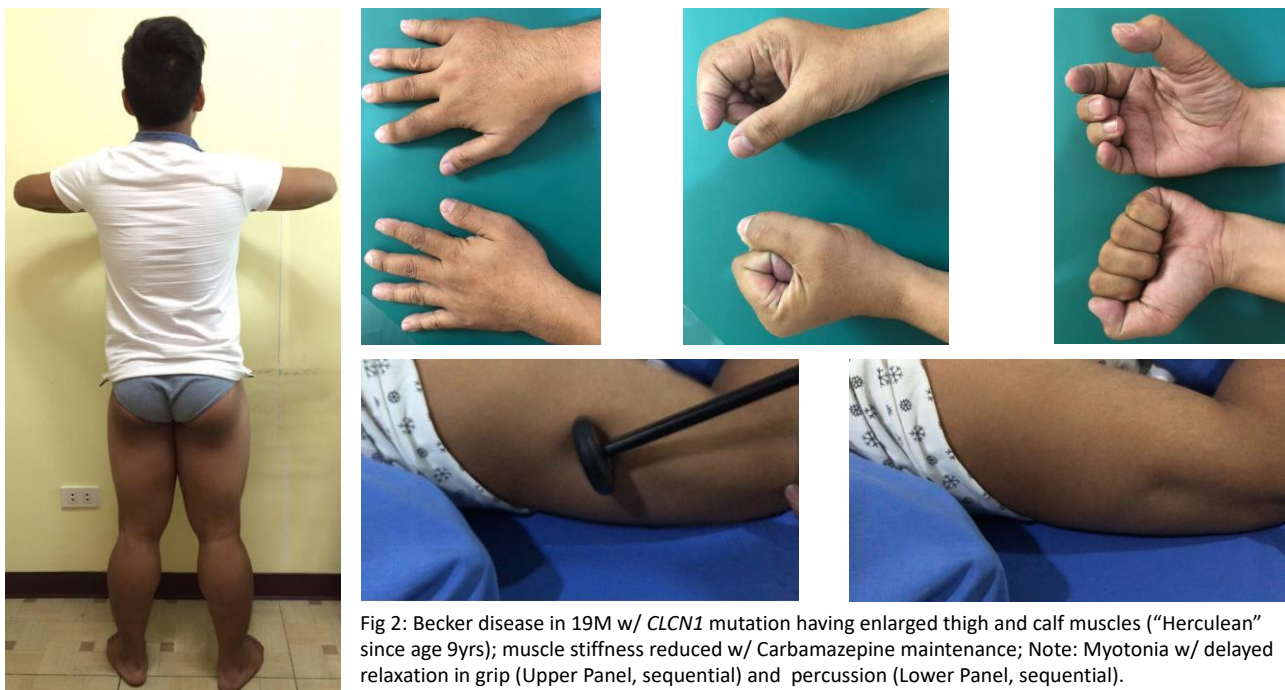 Fig 2: Becker disease in 19M w/ CLCN1 mutation having enlarged thigh and calf muscles (“Herculean”
since age 9yrs); muscle stiffness reduced w/ Carbamazepine maintenance; Note: Myotonia w/ delayed
relaxation in grip (Upper Panel, sequential) and  percussion (Lower Panel, sequential).